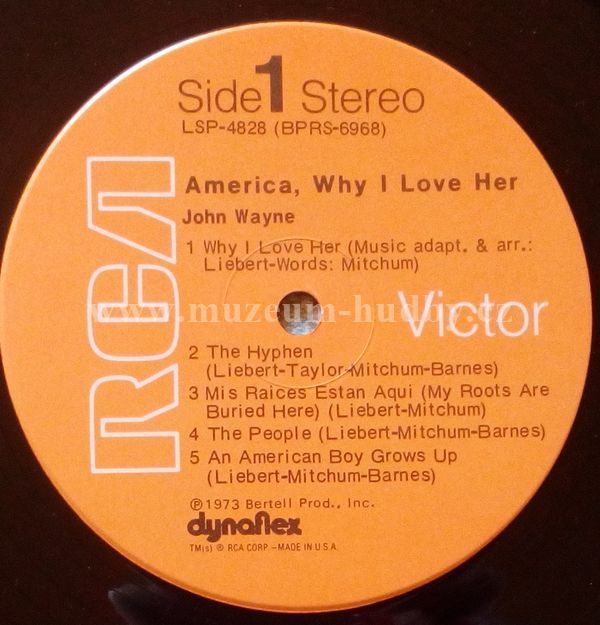 Side 1 Stereo
LSP-4828 (BPRS-6968)
America, Why I Love Her
John Wayne
1 Why I Love Her (Music adapt. & arr.:
Liebert-Words: Mitchum)
RCA
Victor
www.muzeum-hudby.cz
2 The Hyphen
(Liebert-Taylor-Mitchum-Barnes)
3 Mis Raices Estan Aqui (My Roots Are
Buried Here) (Liebert-Mitchum)
4 The People (Liebert-Mitchum-Barnes)
5 An American Boy Grows Up
(Liebert-Mitchum-Barnes)
℗1973 Bertell Prod., Inc.
dynaflex
TM(s) ® RCA CORP.-MADE IN U.S.A.